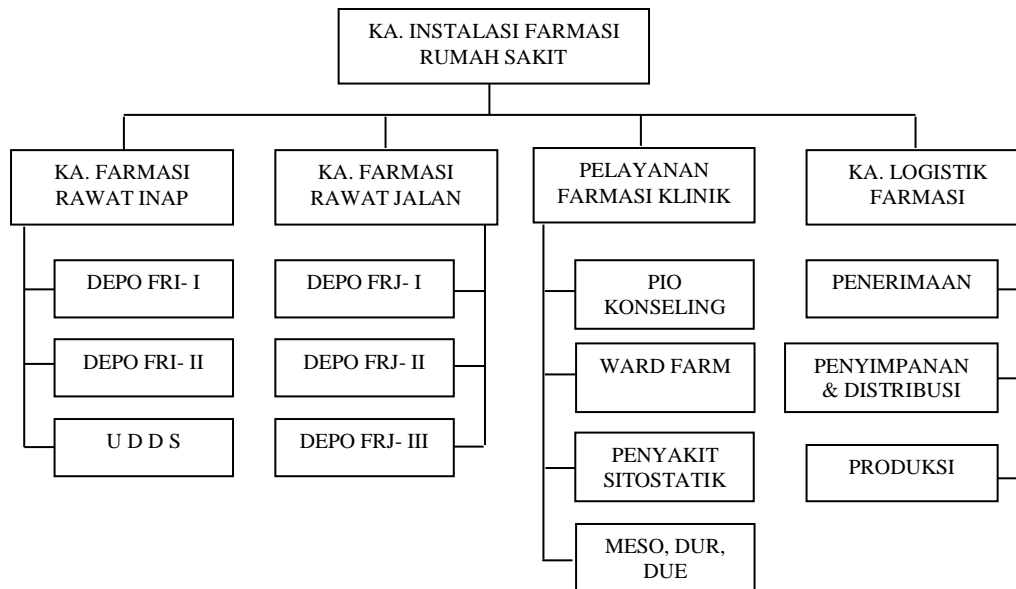 KA. INSTALASI FARMASI
RUMAH SAKIT
KA. FARMASI
RAWAT INAP
KA. FARMASI
RAWAT JALAN
PELAYANAN
FARMASI KLINIK
KA. LOGISTIK
FARMASI
DEPO FRI- I
DEPO FRI- II
U D D S
DEPO FRJ- I
DEPO FRJ- II
DEPO FRJ- III
PIO
KONSELING
WARD FARM
PENYAKIT
SITOSTATIK
MESO, DUR,
DUE
PENERIMAAN
PENYIMPANAN
& DISTRIBUSI
PRODUKSI